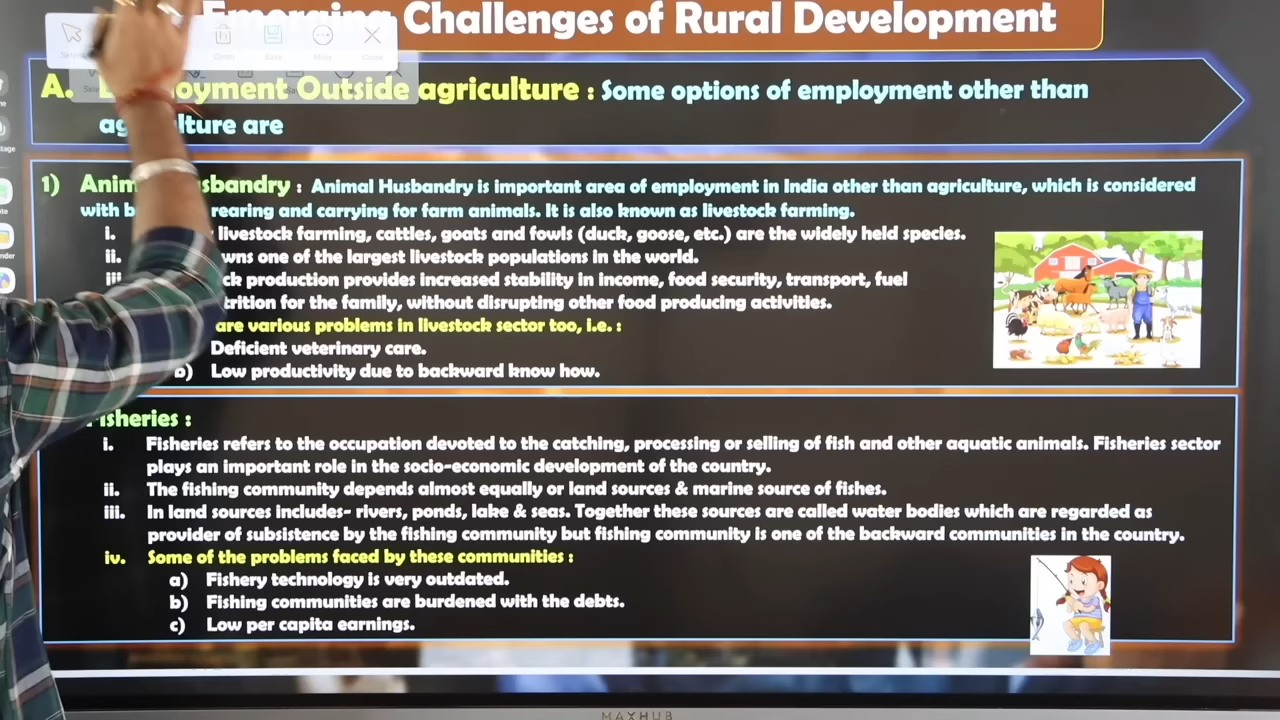 Emerging Challenges of Rural Development
Clean Save More Close
A. Employment Outside agriculture : Some options of employment other than
agriculture are
1) Animal Husbandry : Animal Husbandry is important area of employment in India other than agriculture, which is considered
with b rearing and carrying for farm animals. It is also known as livestock farming.
i. livestock farming, cattles, goats and fowls (duck, goose, etc.) are the widely held species.
ii. wns one of the largest livestock populations in the world.
iii. ck production provides increased stability in income, food security, transport, fuel
trition for the family, without disrupting other food producing activities.
are various problems in livestock sector too, i.e. :
Deficient veterinary care.
b) Low productivity due to backward know how.
Fisheries :
i. Fisheries refers to the occupation devoted to the catching, processing or selling of fish and other aquatic animals. Fisheries sector
plays an important role in the socio-economic development of the country.
ii. The fishing community depends almost equally or land sources & marine source of fishes.
iii. In land sources includes- rivers, ponds, lake & seas. Together these sources are called water bodies which are regarded as
provider of subsistence by the fishing community but fishing community is one of the backward communities in the country.
iv. Some of the problems faced by these communities :
a) Fishery technology is very outdated.
b) Fishing communities are burdened with the debts.
c) Low per capita earnings.
MAXHUB